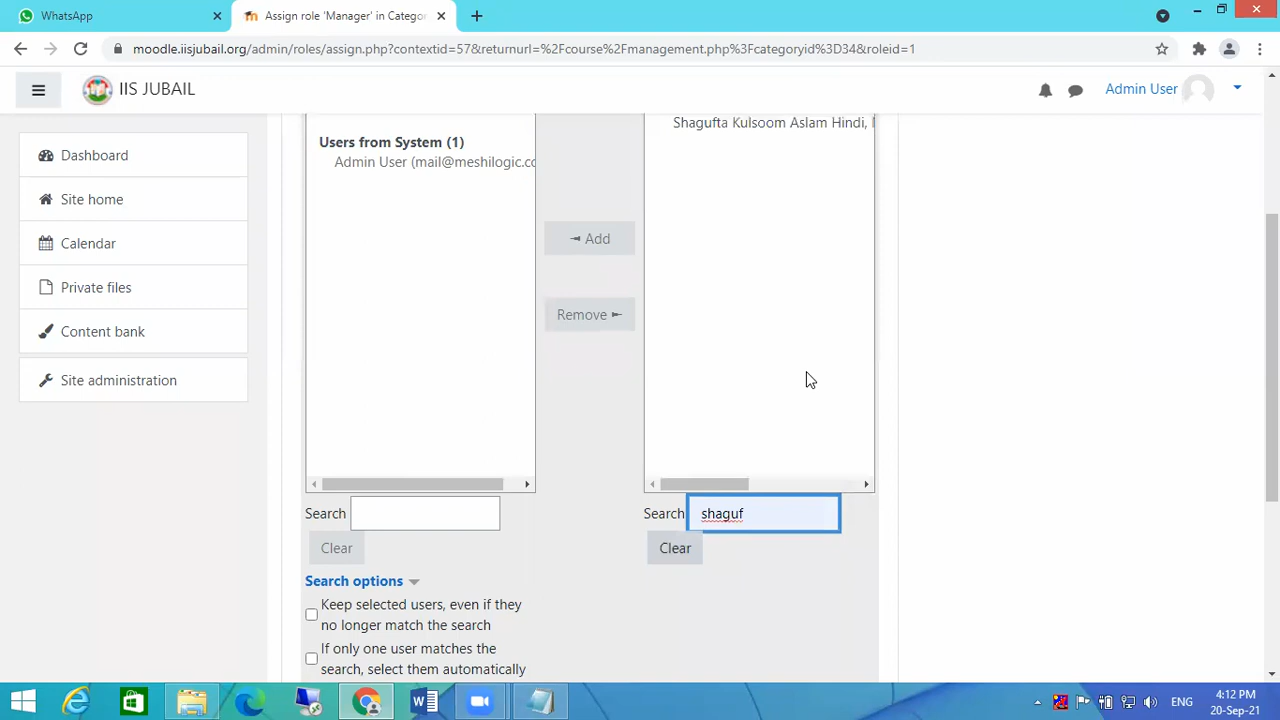 WhatsApp
Assign role 'Manager' in Catego
moodle.iisjubail.org/admin/roles/assign.php?contextid=57&returnurl=%2Fcourse%2Fmanagement.php%3Fcategoryid%3D34&roleid=1
IIS JUBAIL
Admin User
Dashboard
Site home
Calendar
Private files
Content bank
Site administration
Users from System (1)
Admin User (mail@meshilogic.co
Add
Remove
Shagufta Kulsoom Aslam Hindi,
Search
Clear
Search shaguf
Clear
Search options
Keep selected users, even if they
no longer match the search
If only one user matches the
search, select them automatically
ENG
4:12 PM
20-Sep-21